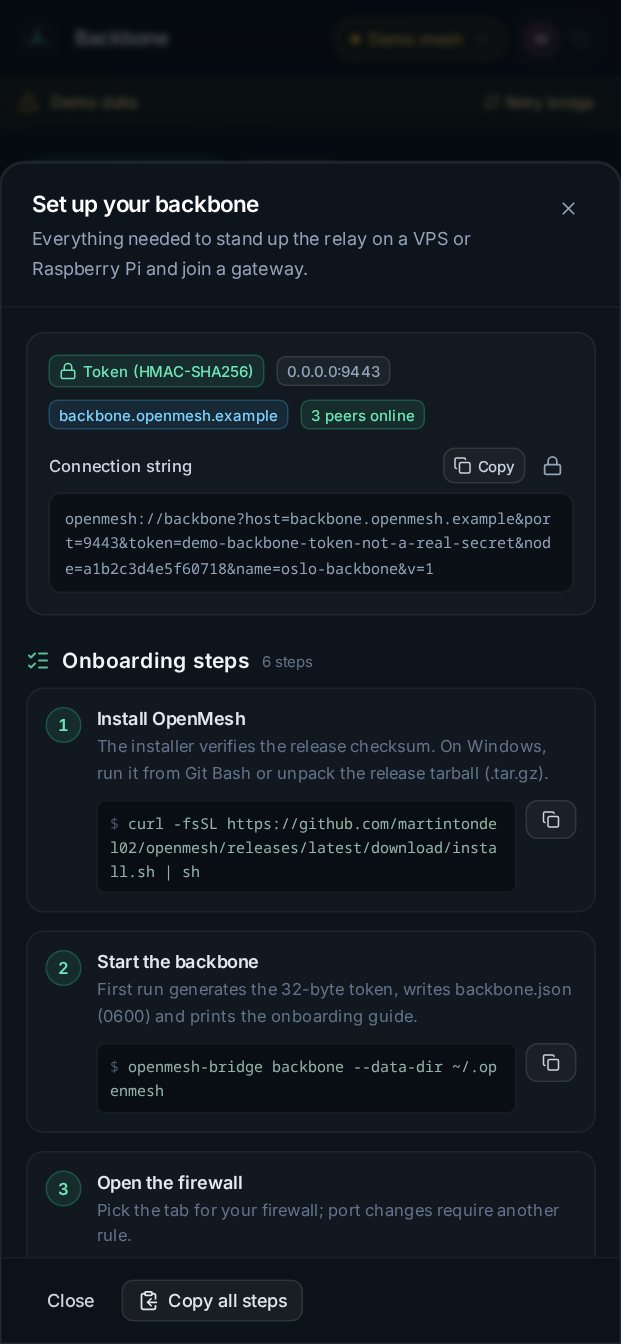 Backbone
Demo mesh
Demo data
Retry bridge
Set up your backbone
Everything needed to stand up the relay on a VPS or
Raspberry Pi and join a gateway.
Token (HMAC-SHA256)
0.0.0.0:9443
backbone.openmesh.example
3 peers online
Connection string
Copy
openmesh://backbone?host=backbone.openmesh.example&por
t=9443&token=demo-backbone-token-not-a-real-secret&nod
e=a1b2c3d4e5f60718&name=oslo-backbone&v=1
Onboarding steps 6 steps
1
Install OpenMesh
The installer verifies the release checksum. On Windows,
run it from Git Bash or unpack the release tarball (.tar.gz).
$ curl -fsSL https://github.com/martintonde
l02/openmesh/releases/latest/download/insta
ll.sh | sh
2
Start the backbone
First run generates the 32-byte token, writes backbone.json
(0600) and prints the onboarding guide.
$ openmesh-bridge backbone --data-dir ~/.op
enmesh
3
Open the firewall
Pick the tab for your firewall; port changes require another
rule.
Close
Copy all steps